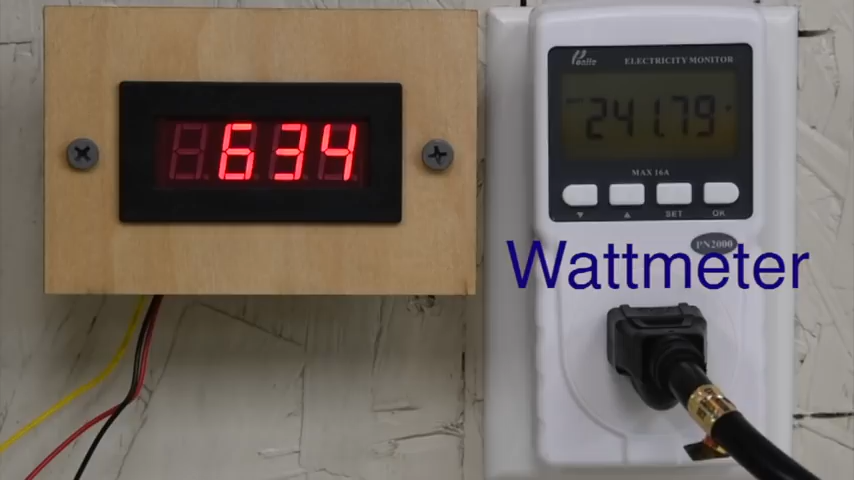 634
ELECTRICITY MONITOR
241.79
MAX 16A
SET
OK
PN2000
Wattmeter